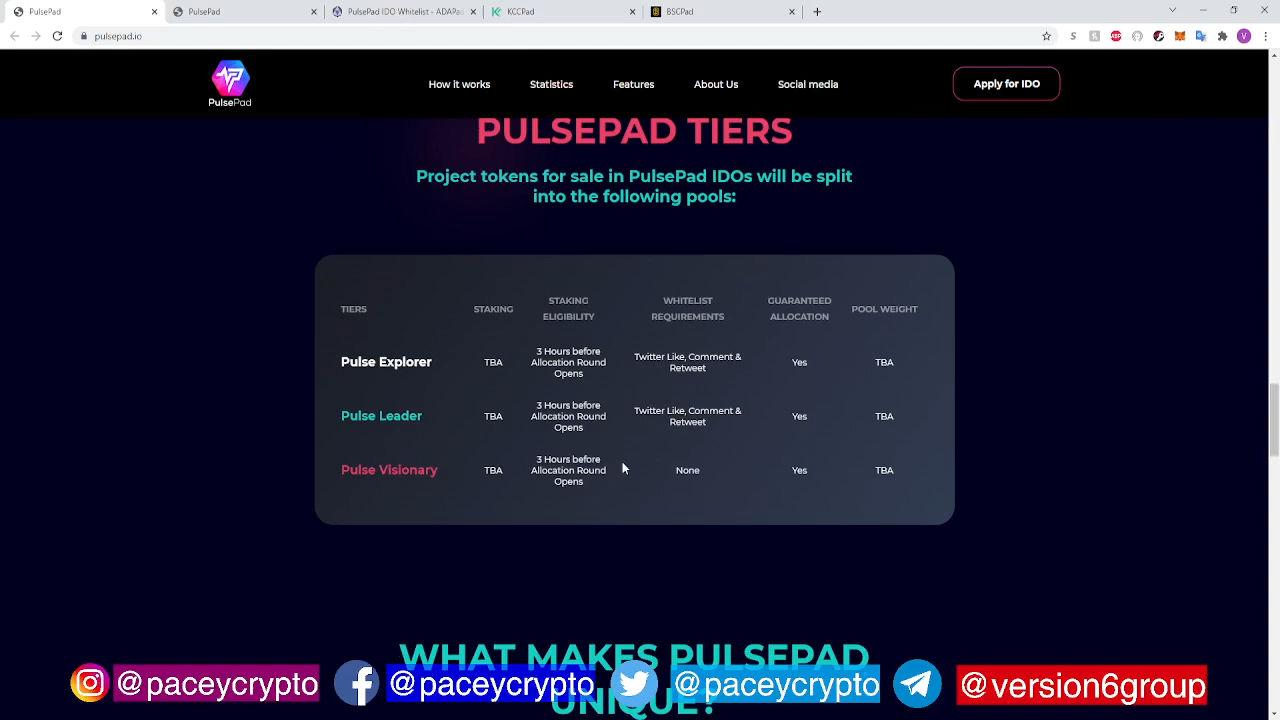 PulsePad
PulsePad
PulsePad IDO Whitelist - ADAPa
KCCPad
BSCPad
pulsepad.io
PulsePad
How it works
Statistics
Features
About Us
Social media
Apply for IDO
PULSEPAD TIERS
Project tokens for sale in PulsePad IDOs will be split
into the following pools:
TIERS
STAKING
STAKING
ELIGIBILITY
WHITELIST
REQUIREMENTS
GUARANTEED
ALLOCATION
POOL WEIGHT
Pulse Explorer
TBA
3 Hours before
Allocation Round
Opens
Twitter Like, Comment &
Retweet
Yes
TBA
Pulse Leader
TBA
3 Hours before
Allocation Round
Opens
Twitter Like, Comment &
Retweet
Yes
TBA
Pulse Visionary
TBA
3 Hours before
Allocation Round
Opens
None
Yes
TBA
WHAT MAKES PULSEPAD
UNIQUE?
@paceycrypto
@paceycrypto
@paceycrypto
@version6group